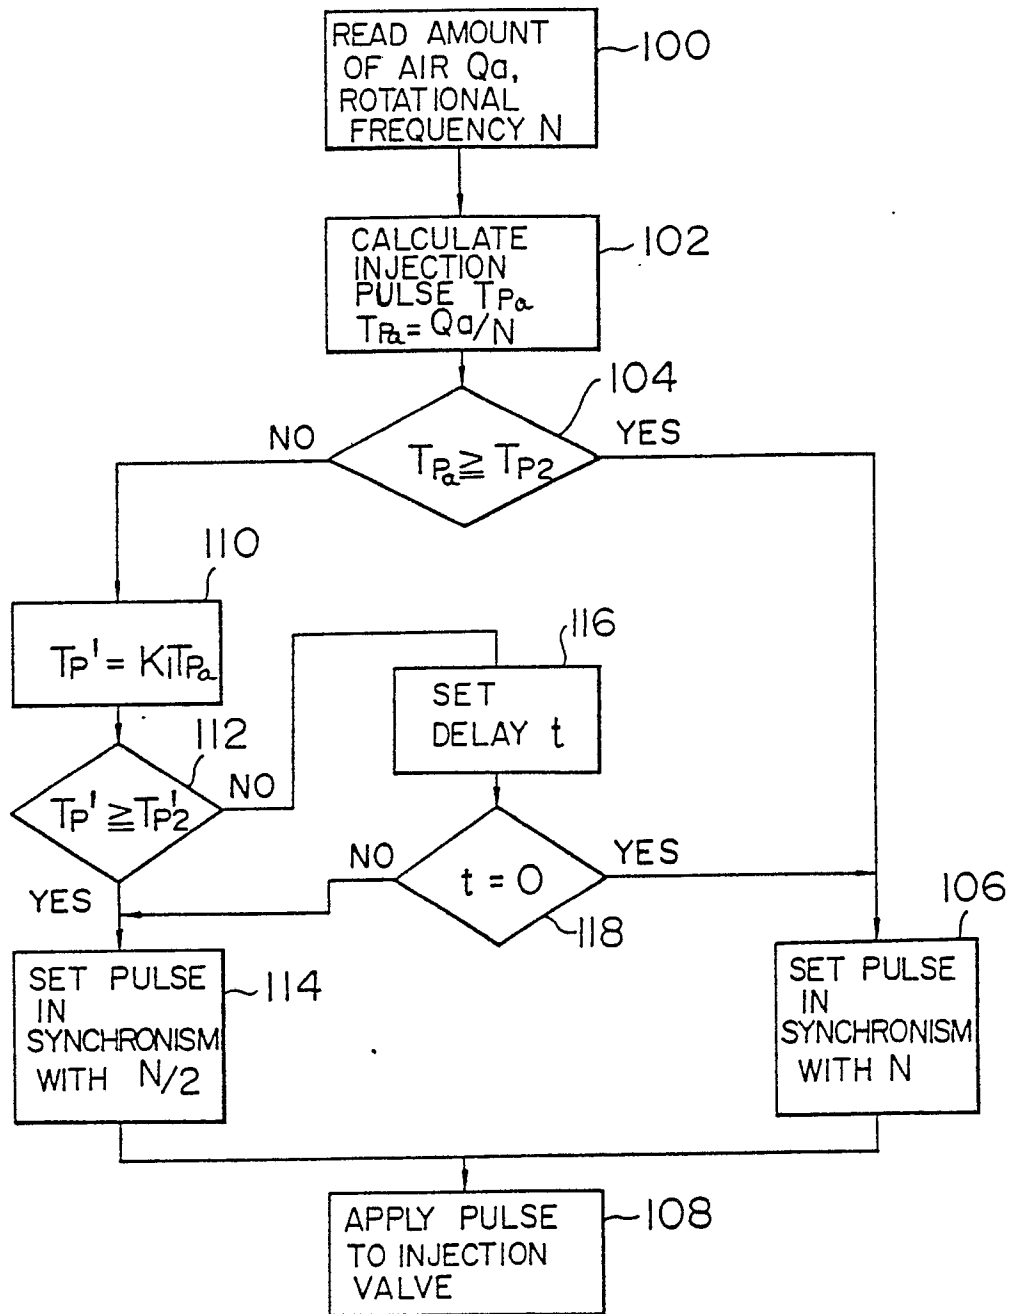 READ AMOUNT
OF AIR Qa,
ROTATIONAL
FREQUENCY N
100
CALCULATE
INJECTION
PULSE TPa
TPa = Qa/N
102
104
NO
YES
TPa ≧ TP2
110
TP' = K1TPa
116
SET
DELAY t
112
TP' ≧ TP2'
NO
YES
NO
t = 0
YES
118
106
SET PULSE
IN
SYNCHRONISM
WITH N/2
114
SET PULSE
IN
SYNCHRONISM
WITH N
APPLY PULSE
TO INJECTION
VALVE
108